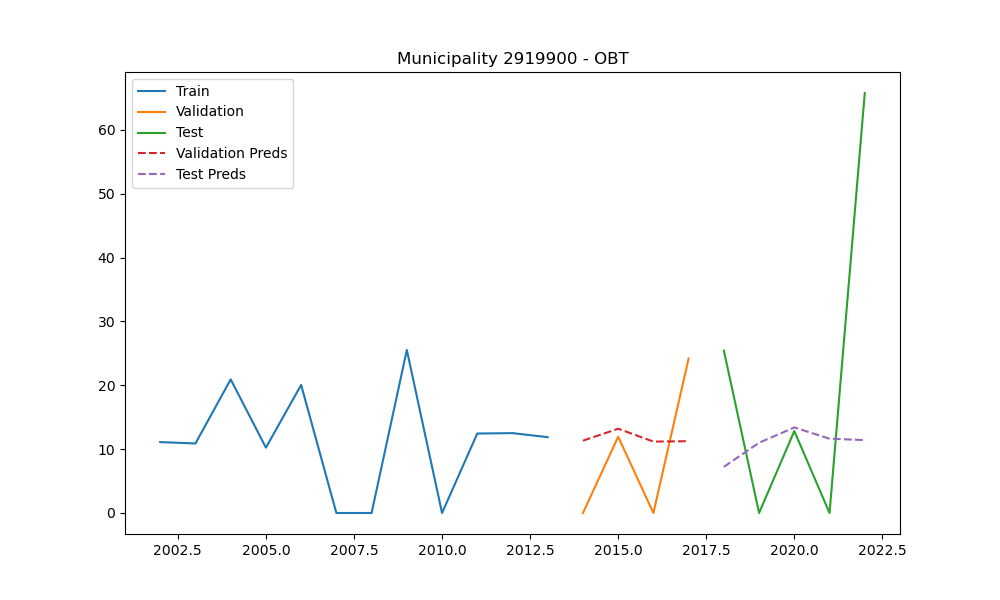 Municipality 2919900 - OBT
Train
Validation
Test
Validation Preds
Test Preds
60
50
40
30
20
10
0
2002.5 2005.0 2007.5 2010.0 2012.5 2015.0 2017.5 2020.0 2022.5